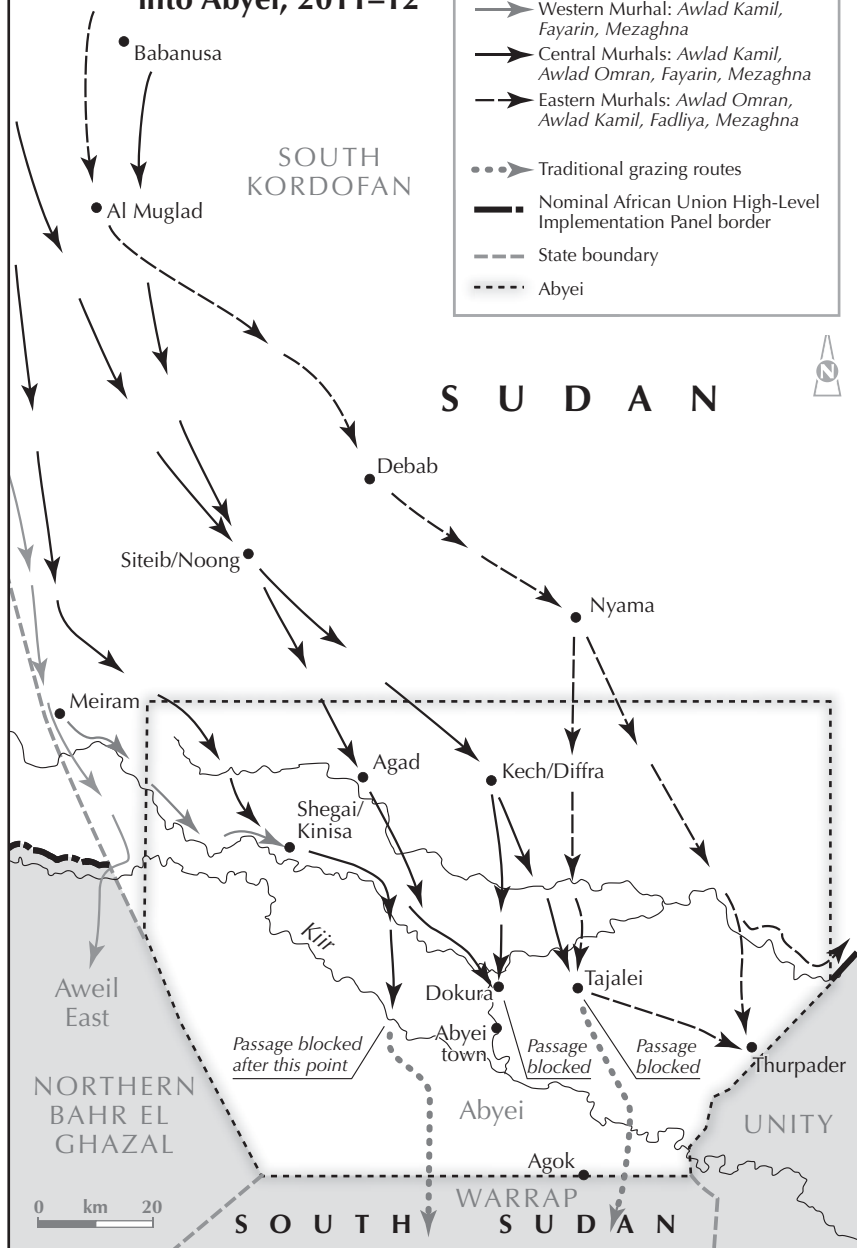 into Abyei, 2011–12
Western Murhal: Awlad Kamil,
Fayarin, Mezaghna
Central Murhals: Awlad Kamil,
Awlad Omran, Fayarin, Mezaghna
Eastern Murhals: Awlad Omran,
Awlad Kamil, Fadliya, Mezaghna
Traditional grazing routes
Nominal African Union High-Level
Implementation Panel border
State boundary
Abyei
Babanusa
SOUTH
KORDOFAN
Al Muglad
N
SUDAN
Debab
Siteib/Noong
Nyama
Meiram
Agad
Kech/Diffra
Shegai/
Kinisa
Kiir
Aweil
East
Dokura
Tajalei
Abyei
town
Passage blocked
after this point
Passage
blocked
Passage
blocked
Thurpader
NORTHERN
BAHR EL
GHAZAL
Abyei
UNITY
Agok
WARRAP
0 km 20
SOUTH SUDAN